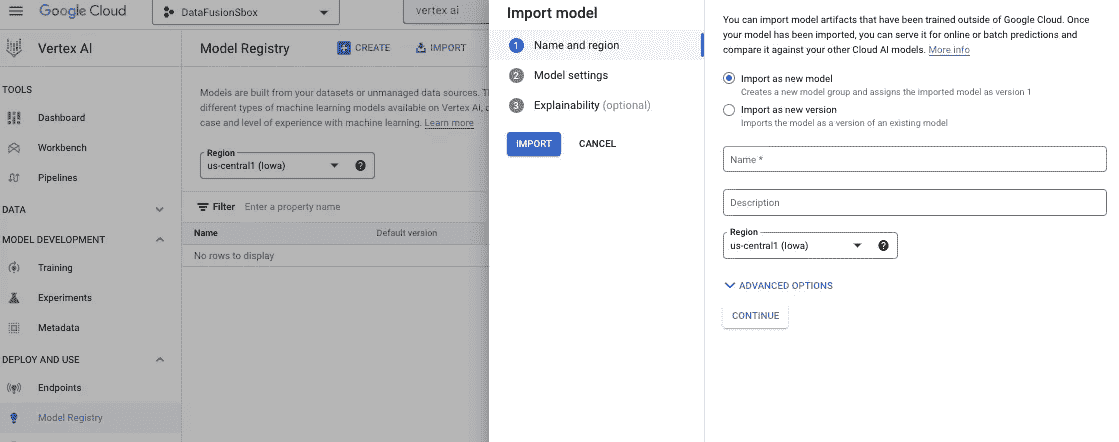 Google Cloud
DataFusionSbox
vertex ai
Vertex AI
TOOLS
Dashboard
Workbench
Pipelines
DATA
MODEL DEVELOPMENT
Training
Experiments
Metadata
DEPLOY AND USE
Endpoints
Model Registry
Model Registry
CREATE
IMPORT
Models are built from your datasets or unmanaged data sources. T
different types of machine learning models available on Vertex AI,
case and level of experience with machine learning. Learn more
Region
us-central1 (Iowa)
?
Filter Enter a property name
Name Default version
No rows to display
Import model
1 Name and region
2 Model settings
3 Explainability (optional)
IMPORT CANCEL
You can import model artifacts that have been trained outside of Google Cloud. Once
your model has been imported, you can serve it for online or batch predictions and
compare it against your other Cloud AI models. More info
Import as new model
Creates a new model group and assigns the imported model as version 1
Import as new version
Imports the model as a version of an existing model
Name *
Description
Region
us-central1 (Iowa)
?
ADVANCED OPTIONS
CONTINUE